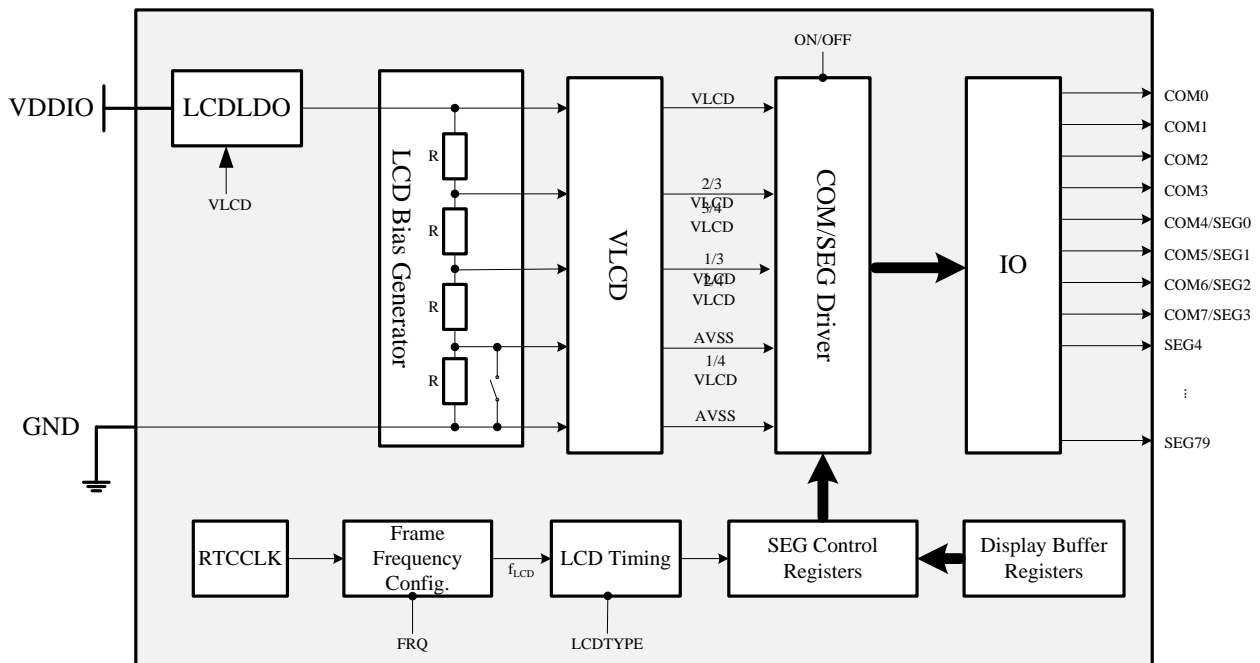 ON/OFF
VDDIO
LCDLDO
VLCD
LCD Bias Generator
R
R
R
R
VLCD
VLCD
2/3
VLCD
3/4
VLCD
1/3
VLCD
2/4
VLCD
AVSS
1/4
VLCD
AVSS
COM/SEG Driver
IO
COM0
COM1
COM2
COM3
COM4/SEG0
COM5/SEG1
COM6/SEG2
COM7/SEG3
SEG4
...
SEG79
GND
RTCCLK
Frame
Frequency
Config.
fLCD
LCD Timing
SEG Control
Registers
Display Buffer
Registers
FRQ
LCDTYPE